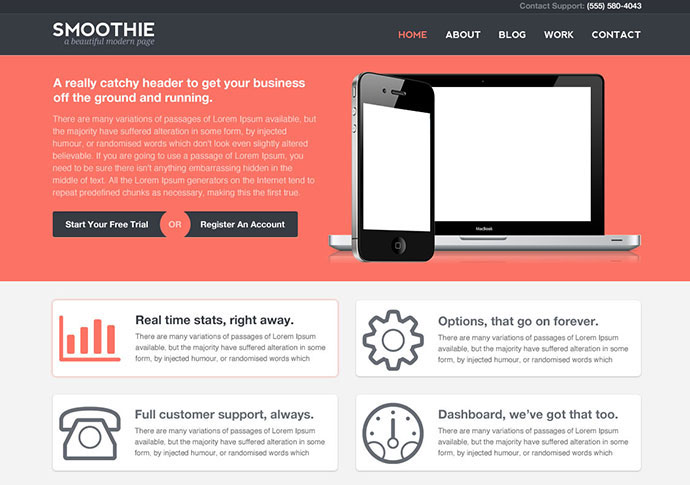 Contact Support: (555) 580-4043
SMOOTHIE
a beautiful modern page
HOME ABOUT BLOG WORK CONTACT
A really catchy header to get your business
off the ground and running.
There are many variations of passages of Lorem Ipsum available, but
the majority have suffered alteration in some form, by injected
humour, or randomised words which don't look even slightly altered
believable. If you are going to use a passage of Lorem Ipsum, you
need to be sure there isn't anything embarrassing hidden in the
middle of text. All the Lorem Ipsum generators on the Internet tend to
repeat predefined chunks as necessary, making this the first true.
Start Your Free Trial OR Register An Account
MacBook
Real time stats, right away.
There are many variations of passages of Lorem Ipsum
available, but the majority have suffered alteration in some
form, by injected humour, or randomised words which
Options, that go on forever.
There are many variations of passages of Lorem Ipsum
available, but the majority have suffered alteration in some
form, by injected humour, or randomised words which
Full customer support, always.
There are many variations of passages of Lorem Ipsum
available, but the majority have suffered alteration in some
form, by injected humour, or randomised words which
Dashboard, we've got that too.
There are many variations of passages of Lorem Ipsum
available, but the majority have suffered alteration in some
form, by injected humour, or randomised words which